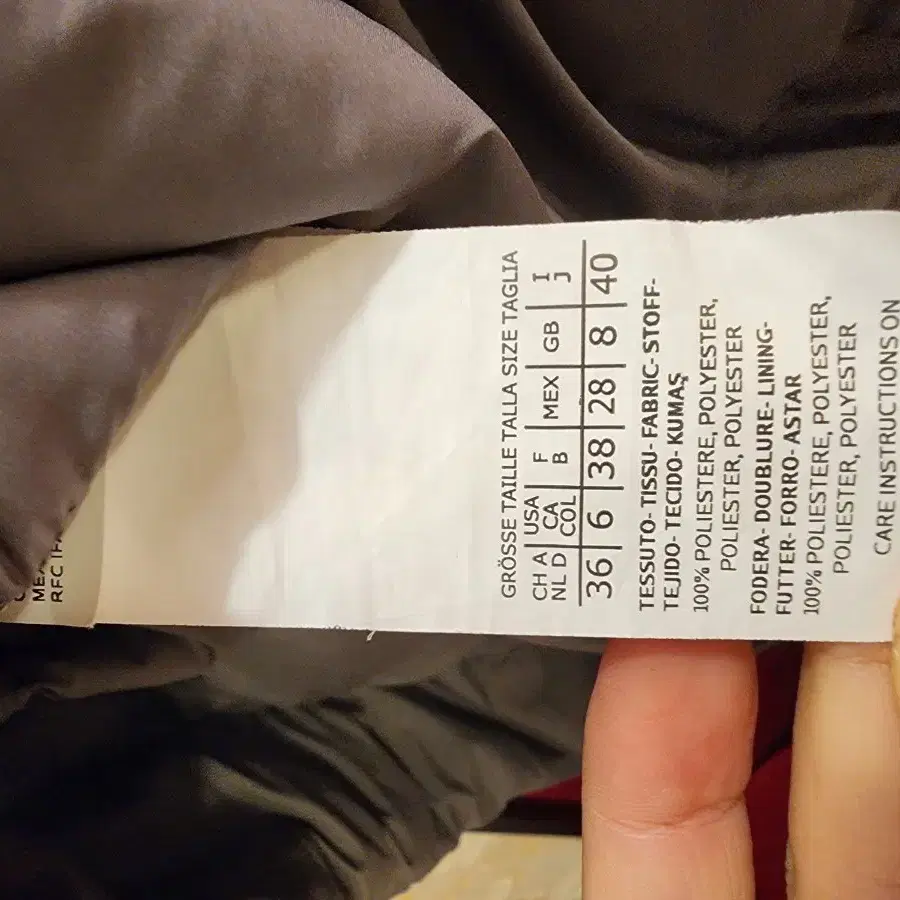 MEX
GRÖSSE TAILLE TALLA SIZE TAGLIA
CH A USA F MEX GB I
NL D CA B J
COL
36 6 38 28 8 40
TESSUTO- TISSU- FABRIC- STOFF-
TEJIDO- TECIDO- KUMAŞ
100% POLIESTERE, POLYESTER,
POLIESTER, POLYESTER
FODERA- DOUBLURE- LINING-
FUTTER- FORRO- ASTAR
100% POLIESTERE, POLYESTER,
POLIESTER, POLYESTER
CARE INSTRUCTIONS ON